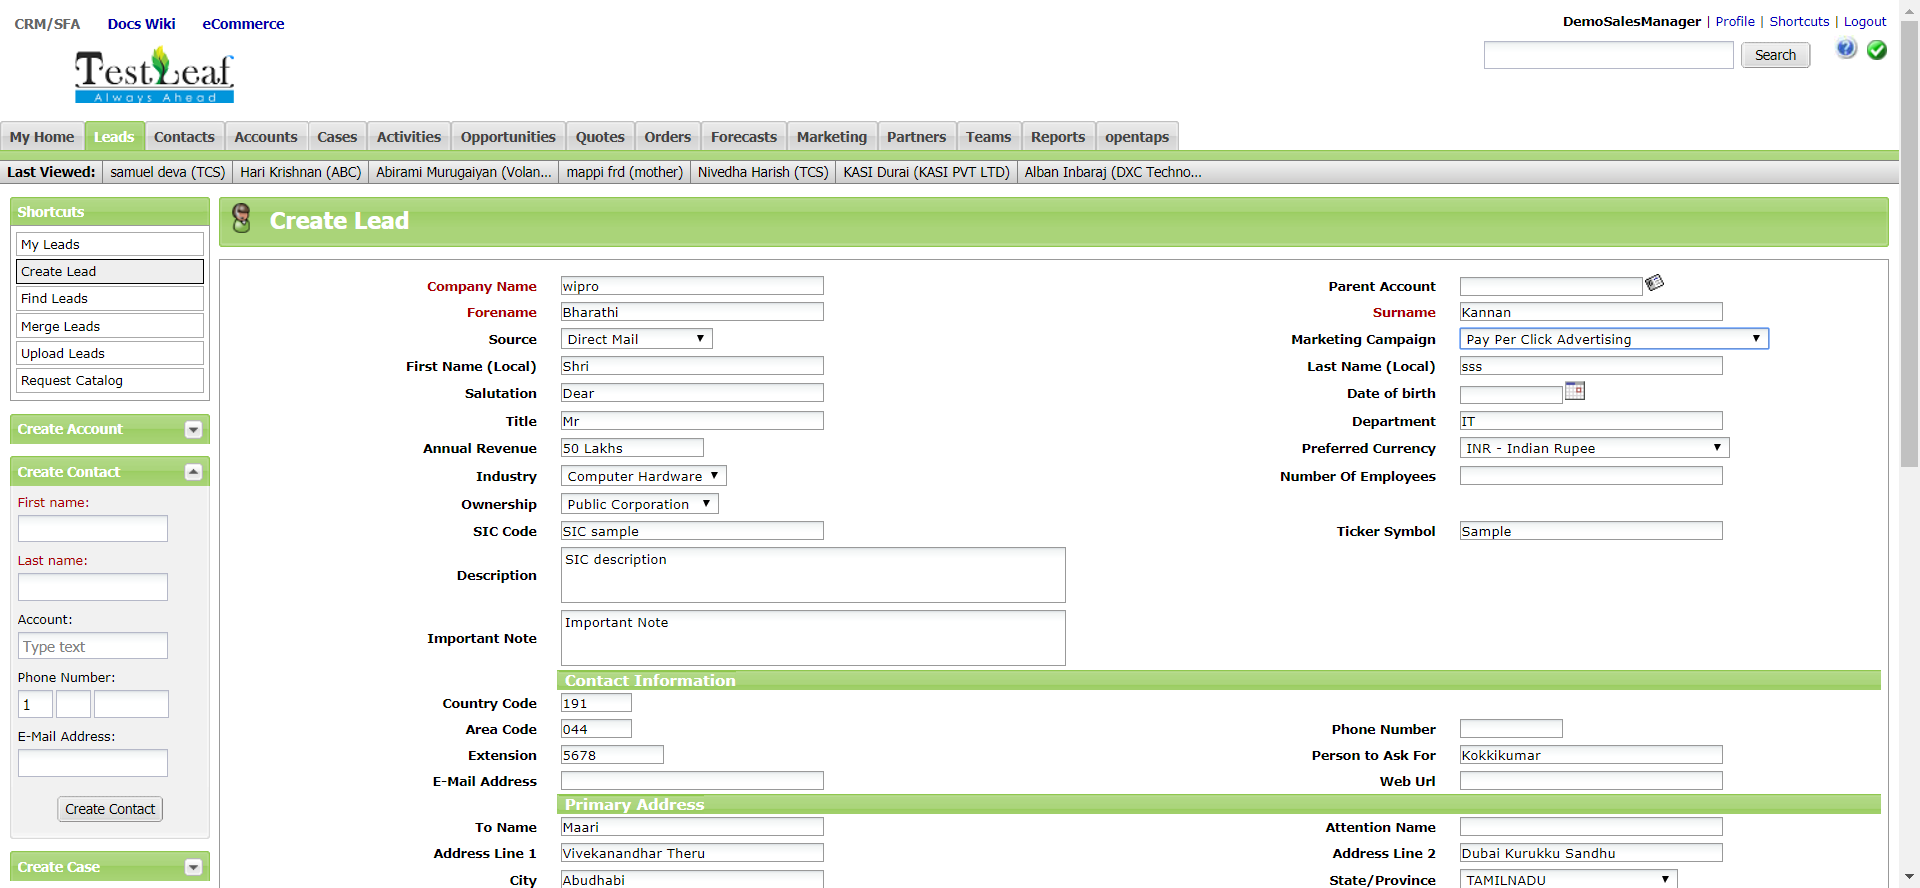 CRM/SFA Docs Wiki eCommerce
DemoSalesManager | Profile | Shortcuts | Logout
TestLeaf
Always Ahead
Search
My Home Leads Contacts Accounts Cases Activities Opportunities Quotes Orders Forecasts Marketing Partners Teams Reports opentaps
Last Viewed: samuel deva (TCS) Hari Krishnan (ABC) Abirami Murugaiyan (Volan... mappi frd (mother) Nivedha Harish (TCS) KASI Durai (KASI PVT LTD) Alban Inbaraj (DXC Techno...
Shortcuts
My Leads
Create Lead
Find Leads
Merge Leads
Upload Leads
Request Catalog
Create Account
Create Contact
First name:
Last name:
Account:
Type text
Phone Number:
1
E-Mail Address:
Create Contact
Create Case
Create Lead
Company Name wipro Parent Account
Forename Bharathi Surname Kannan
Source Direct Mail Marketing Campaign Pay Per Click Advertising
First Name (Local) Shri Last Name (Local) sss
Salutation Dear Date of birth
Title Mr Department IT
Annual Revenue 50 Lakhs Preferred Currency INR - Indian Rupee
Industry Computer Hardware Number Of Employees
Ownership Public Corporation
SIC Code SIC sample Ticker Symbol Sample
Description SIC description
Important Note Important Note
Contact Information
Country Code 191
Area Code 044 Phone Number
Extension 5678 Person to Ask For Kokkikumar
E-Mail Address Web Url
Primary Address
To Name Maari Attention Name
Address Line 1 Vivekanandhar Theru Address Line 2 Dubai Kurukku Sandhu
City Abudhabi State/Province TAMILNADU